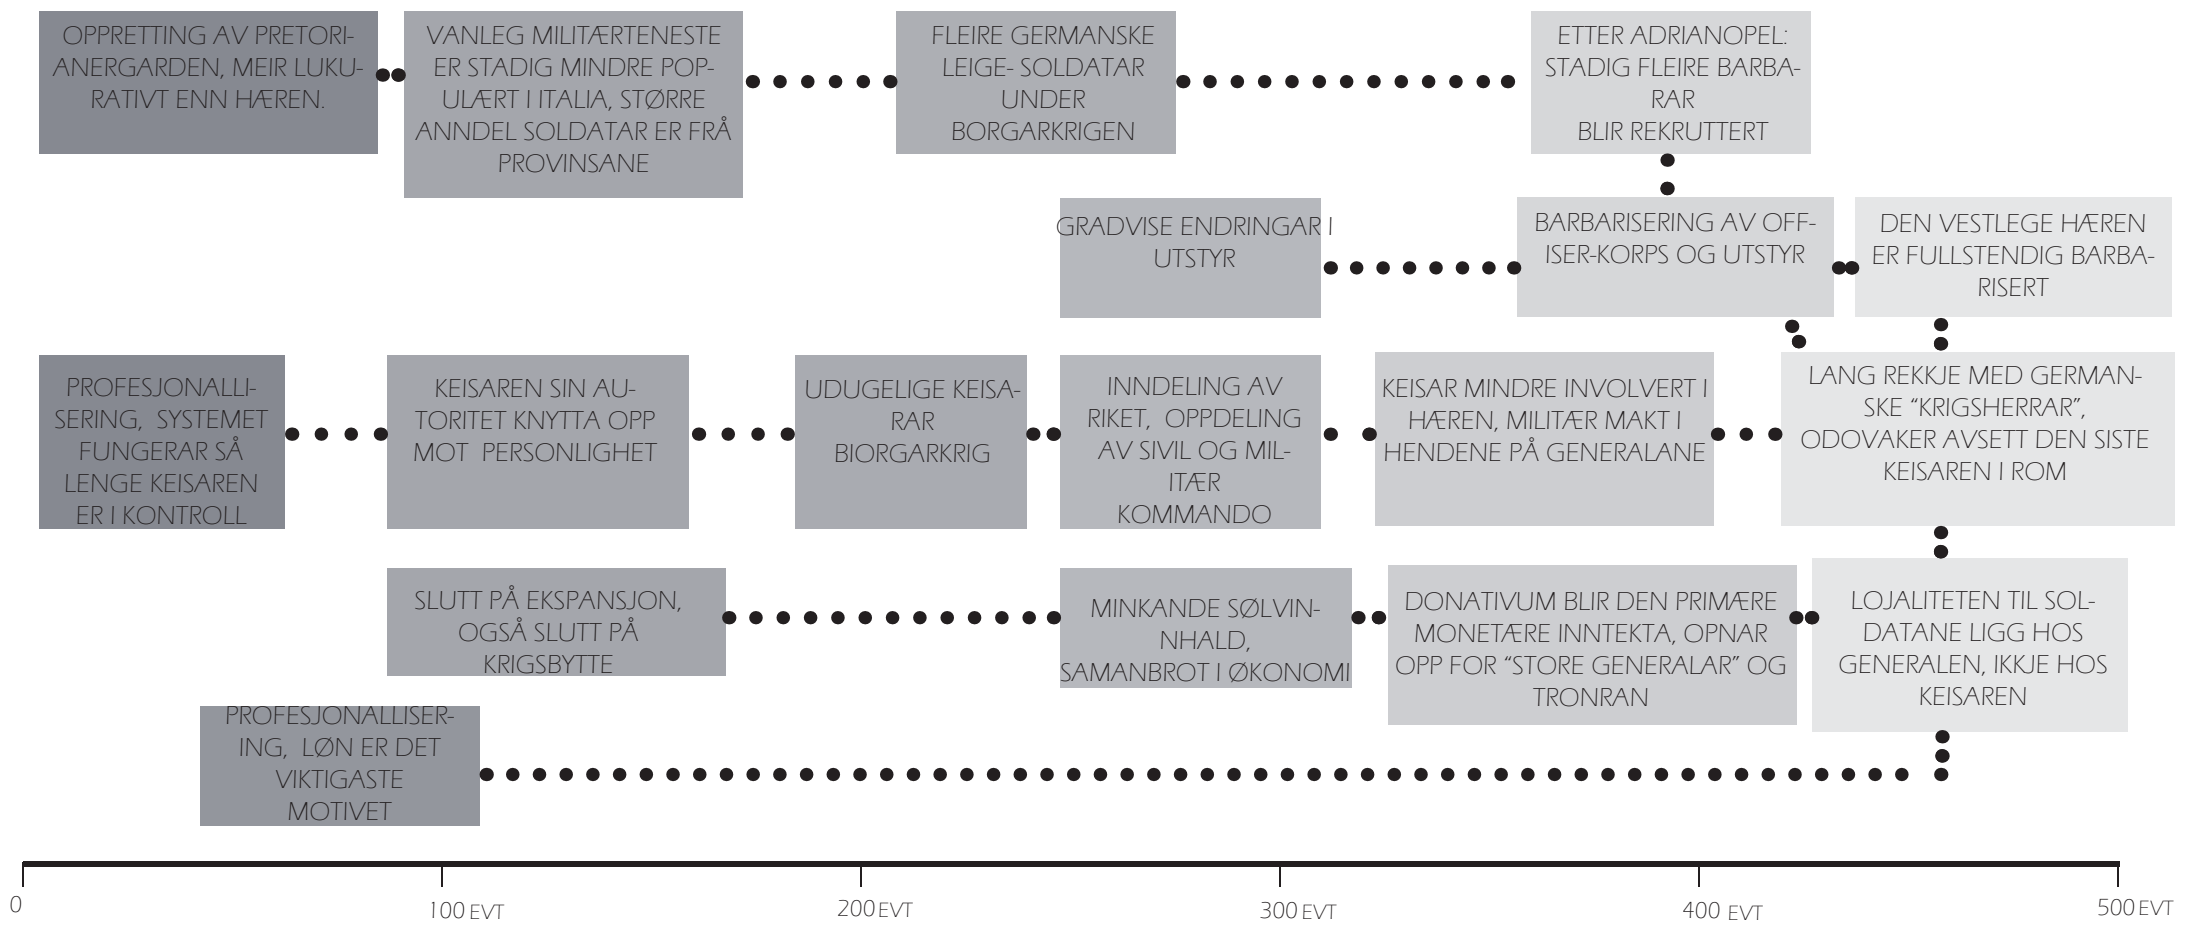 OPPRETTING AV PRETORI-
ANERGARDEN, MEIR LUKU-
RATIVT ENN HÆREN.
VANLEG MILITÆRTENESTE
ER STADIG MINDRE POP-
ULÆRT I ITALIA, STØRRE
ANNDEL SOLDATAR ER FRÅ
PROVINSANE
FLEIRE GERMANSKE
LEIGE- SOLDATAR
UNDER
BORGARKRIGEN
ETTER ADRIANOPEL:
STADIG FLEIRE BARBA-
RAR
BLIR REKRUTTERT
GRADVISE ENDRINGAR I
UTSTYR
BARBARISERING AV OFF-
ISER-KORPS OG UTSTYR
DEN VESTLEGE HÆREN
ER FULLSTENDIG BARBA-
RISERT
PROFESJONALLI-
SERING, SYSTEMET
FUNGERAR SÅ
LENGE KEISAREN
ER I KONTROLL
KEISAREN SIN AU-
TORITET KNYTTA OPP
MOT PERSONLIGHET
UDUGELIGE KEISA-
RAR
BIORGARKRIG
INNDELING AV
RIKET, OPPDELING
AV SIVIL OG MIL-
ITÆR
KOMMANDO
KEISAR MINDRE INVOLVERT I
HÆREN, MILITÆR MAKT I
HENDENE PÅ GENERALANE
LANG REKKJE MED GERMAN-
SKE “KRIGSHERRAR”,
ODOVAKER AVSETT DEN SISTE
KEISAREN I ROM
SLUTT PÅ EKSPANSJON,
OGSÅ SLUTT PÅ
KRIGSBYTTE
MINKANDE SØLVIN-
NHALD,
SAMANBROT I ØKONOMI
DONATIVUM BLIR DEN PRIMÆRE
MONETÆRE INNTEKTA, OPNAR
OPP FOR “STORE GENERALAR” OG
TRONRAN
LOJALITETEN TIL SOL-
DATANE LIGG HOS
GENERALEN, IKKJE HOS
KEISAREN
PROFESJONALLISER-
ING, LØN ER DET
VIKTIGASTE
MOTIVET
0
100 EVT
200 EVT
300 EVT
400 EVT
500 EVT